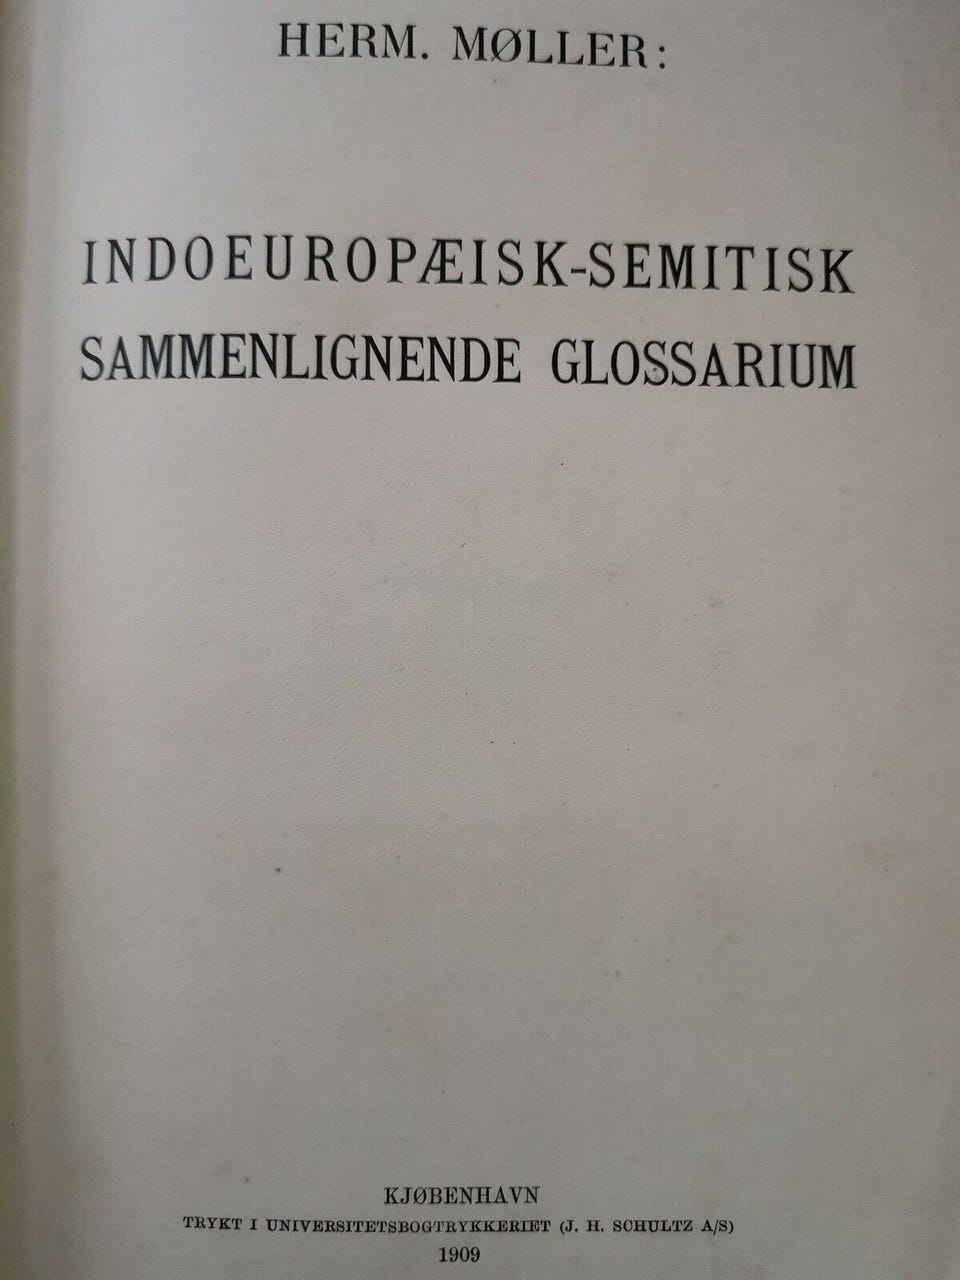 HERM. MØLLER:
INDOEUROPÆISK-SEMITISK
SAMMENLIGNENDE GLOSSARIUM
KJØBENHAVN
TRYKT I UNIVERSITETSBOGTRYKKERIET (J. H. SCHULTZ A/S)
1909